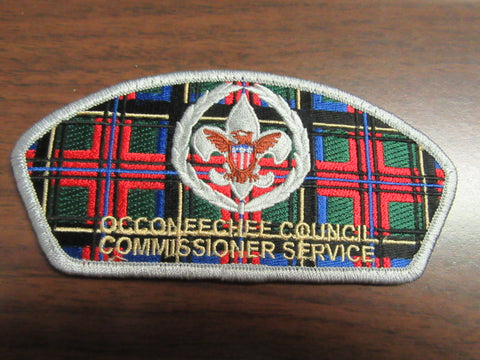 OCCONEECHEE COUNCIL
COMMISSIONER SERVICE